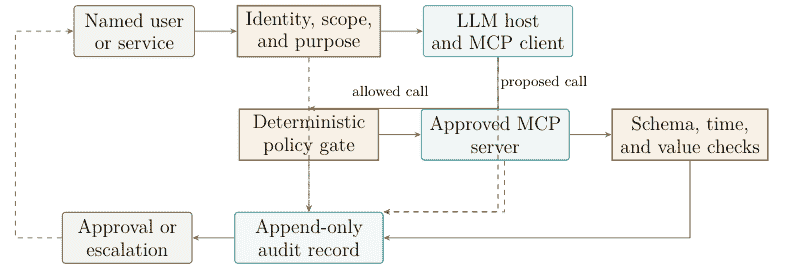 Named user
or service
Identity, scope,
and purpose
LLM host
and MCP client
allowed call
proposed call
Deterministic
policy gate
Approved MCP
server
Schema, time,
and value checks
Approval or
escalation
Append-only
audit record